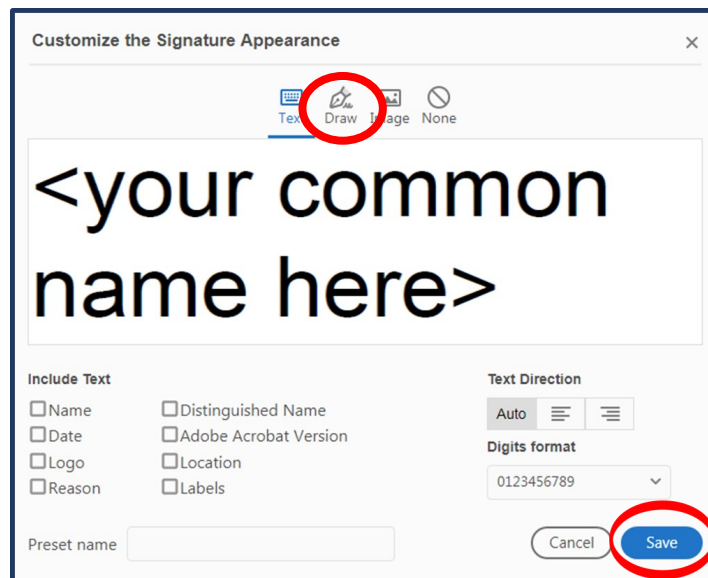 Customize the Signature Appearance
Text Draw Image None
<your common
name here>
Include Text
Text Direction
Name Distinguished Name
Auto
Date Adobe Acrobat Version
Digits format
Logo Location
0123456789
Reason Labels
Preset name
Cancel Save